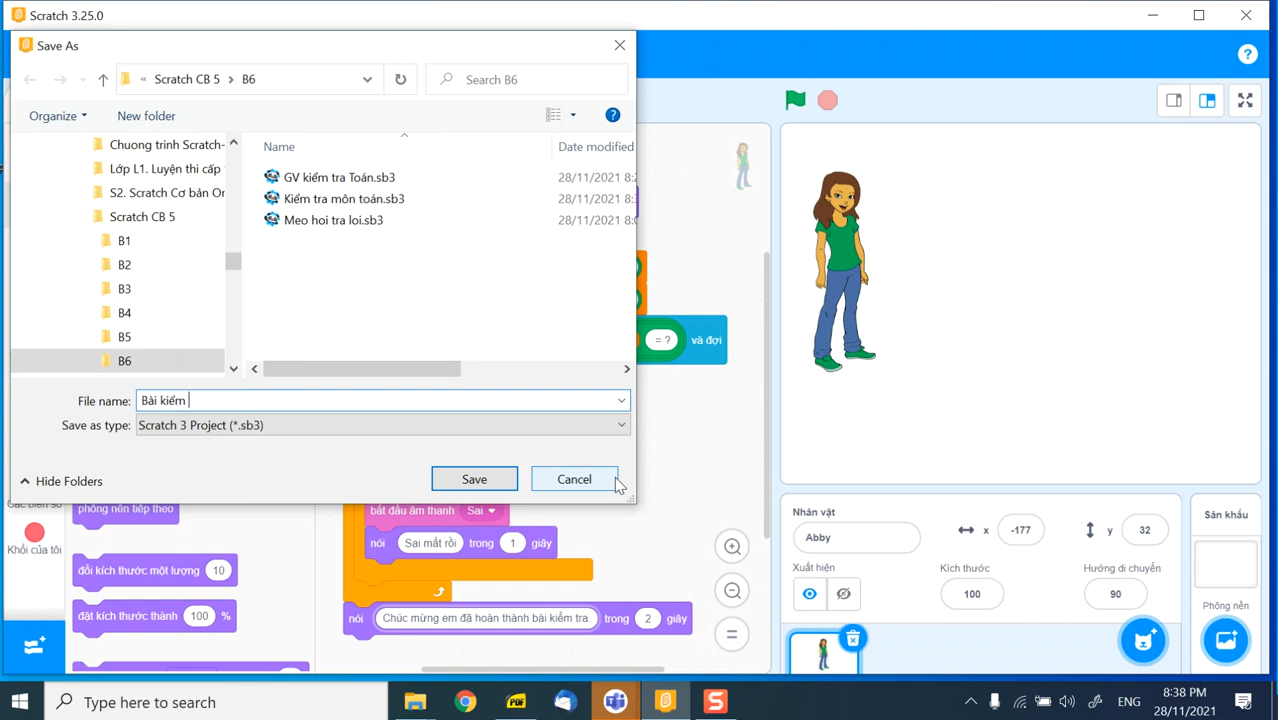 Scratch 3.25.0
Save As
« Scratch CB 5 > B6
Search B6
Organize
New folder
Name
Date modified
Chuong trinh Scratch-
Lớp L1. Luyện thi cấp
S2. Scratch Cơ bản On
Scratch CB 5
B1
B2
B3
B4
B5
B6
GV kiểm tra Toán.sb3
28/11/2021 8:
Kiểm tra môn toán.sb3
28/11/2021 8:
Meo hoi tra loi.sb3
28/11/2021 8:
File name: Bài kiểm
Save as type: Scratch 3 Project (*.sb3)
Hide Folders
Save
Cancel
= ? và đợi
Khối của tôi
phông nền tiếp theo
đổi kích thước một lượng 10
đặt kích thước thành 100 %
bắt đầu âm thanh Sai
nói Sai mất rồi trong 1 giây
nói Chúc mừng em đã hoàn thành bài kiểm tra. trong 2 giây
Nhân vật
Abby
x -177
y 32
Xuất hiện
Kích thước
100
Hướng di chuyển
90
Sân khấu
Phông nền
Type here to search
PDF
S
ENG
8:38 PM
28/11/2021